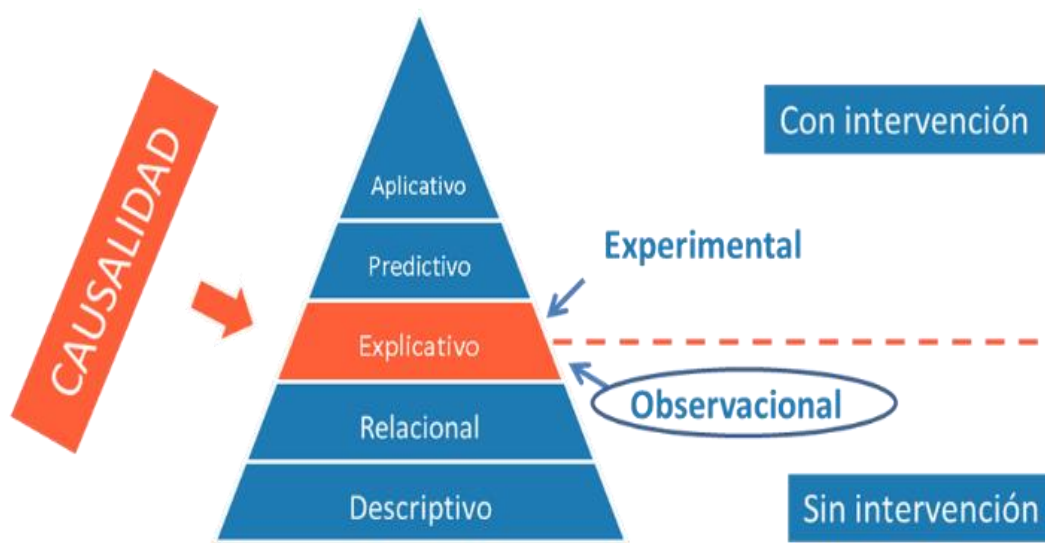 CAUSALIDAD
Con intervención
Aplicativo
Experimental
Predictivo
Explicativo
Observacional
Relacional
Descriptivo
Sin intervención